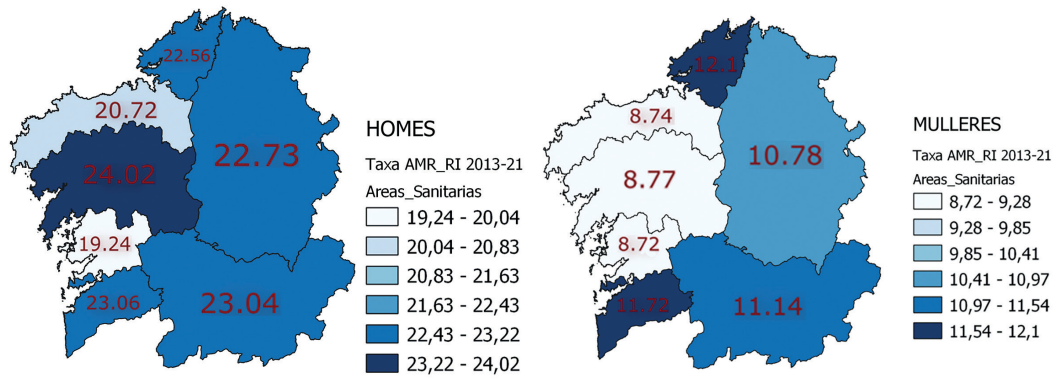 22.56
20.72
24.02
22.73
19.24
23.06
23.04
HOMES
Taxa AMR_RI 2013-21
Areas_Sanitarias
19,24 - 20,04
20,04 - 20,83
20,83 - 21,63
21,63 - 22,43
22,43 - 23,22
23,22 - 24,02
12.1
8.74
8.77
10.78
8.72
11.72
11.14
MULLERES
Taxa AMR_RI 2013-21
Areas_Sanitarias
8,72 - 9,28
9,28 - 9,85
9,85 - 10,41
10,41 - 10,97
10,97 - 11,54
11,54 - 12,1